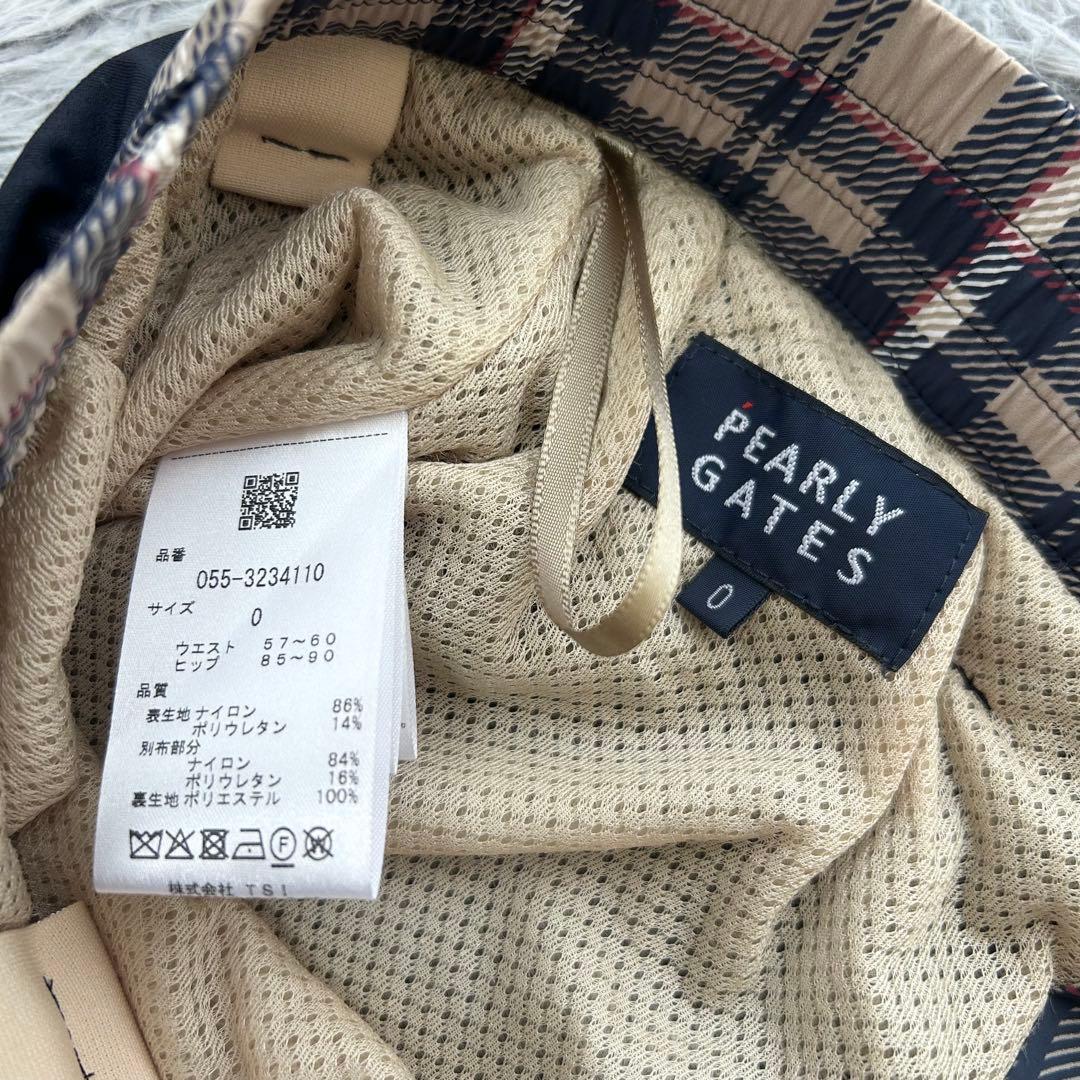 品番
055-3234110
サイズ
0
ウエスト 57～60
ヒップ 85～90
品質
表生地 ナイロン 86%
ポリウレタン 14%
別布部分
ナイロン 84%
ポリウレタン 16%
裏生地 ポリエステル 100%
F W
株式会社 TSI
PEARLY
GATES
0